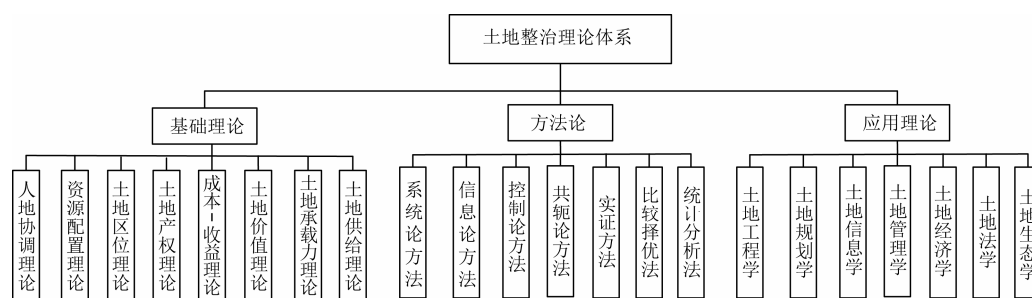 土地整治理论体系
基础理论
方法论
应用理论
人地协调理论
资源配置理论
土地区位理论
土地产权理论
成本-收益理论
土地价值理论
土地承载力理论
土地供给理论
系统论方法
信息论方法
控制论方法
共轭论方法
实证方法
比较择优法
统计分析法
土地工程学
土地规划学
土地信息学
土地管理学
土地经济学
土地法学
土地生态学